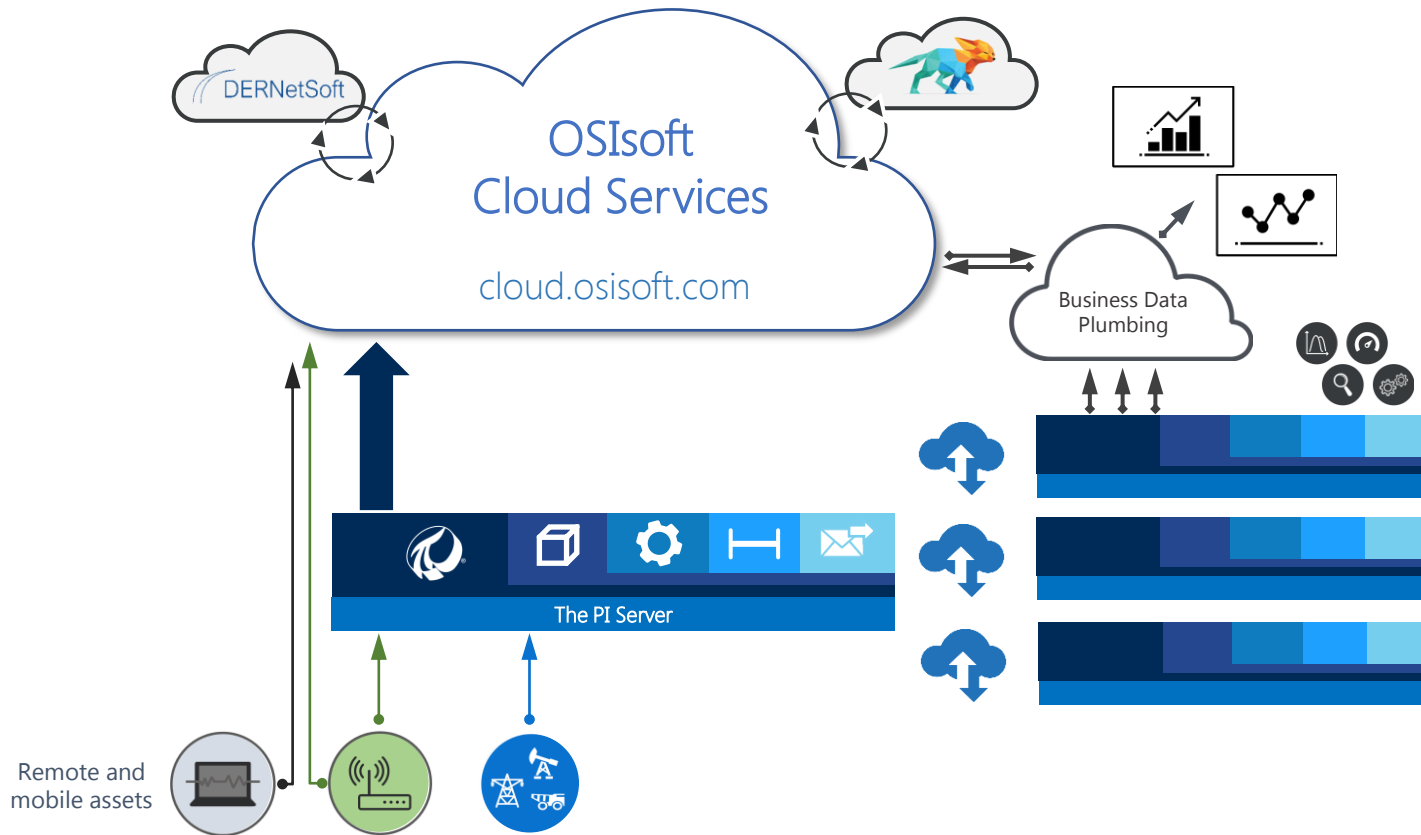 DERNetSoft
OSIsoft
Cloud Services
cloud.osisoft.com
Business Data
Plumbing
The PI Server
Remote and
mobile assets